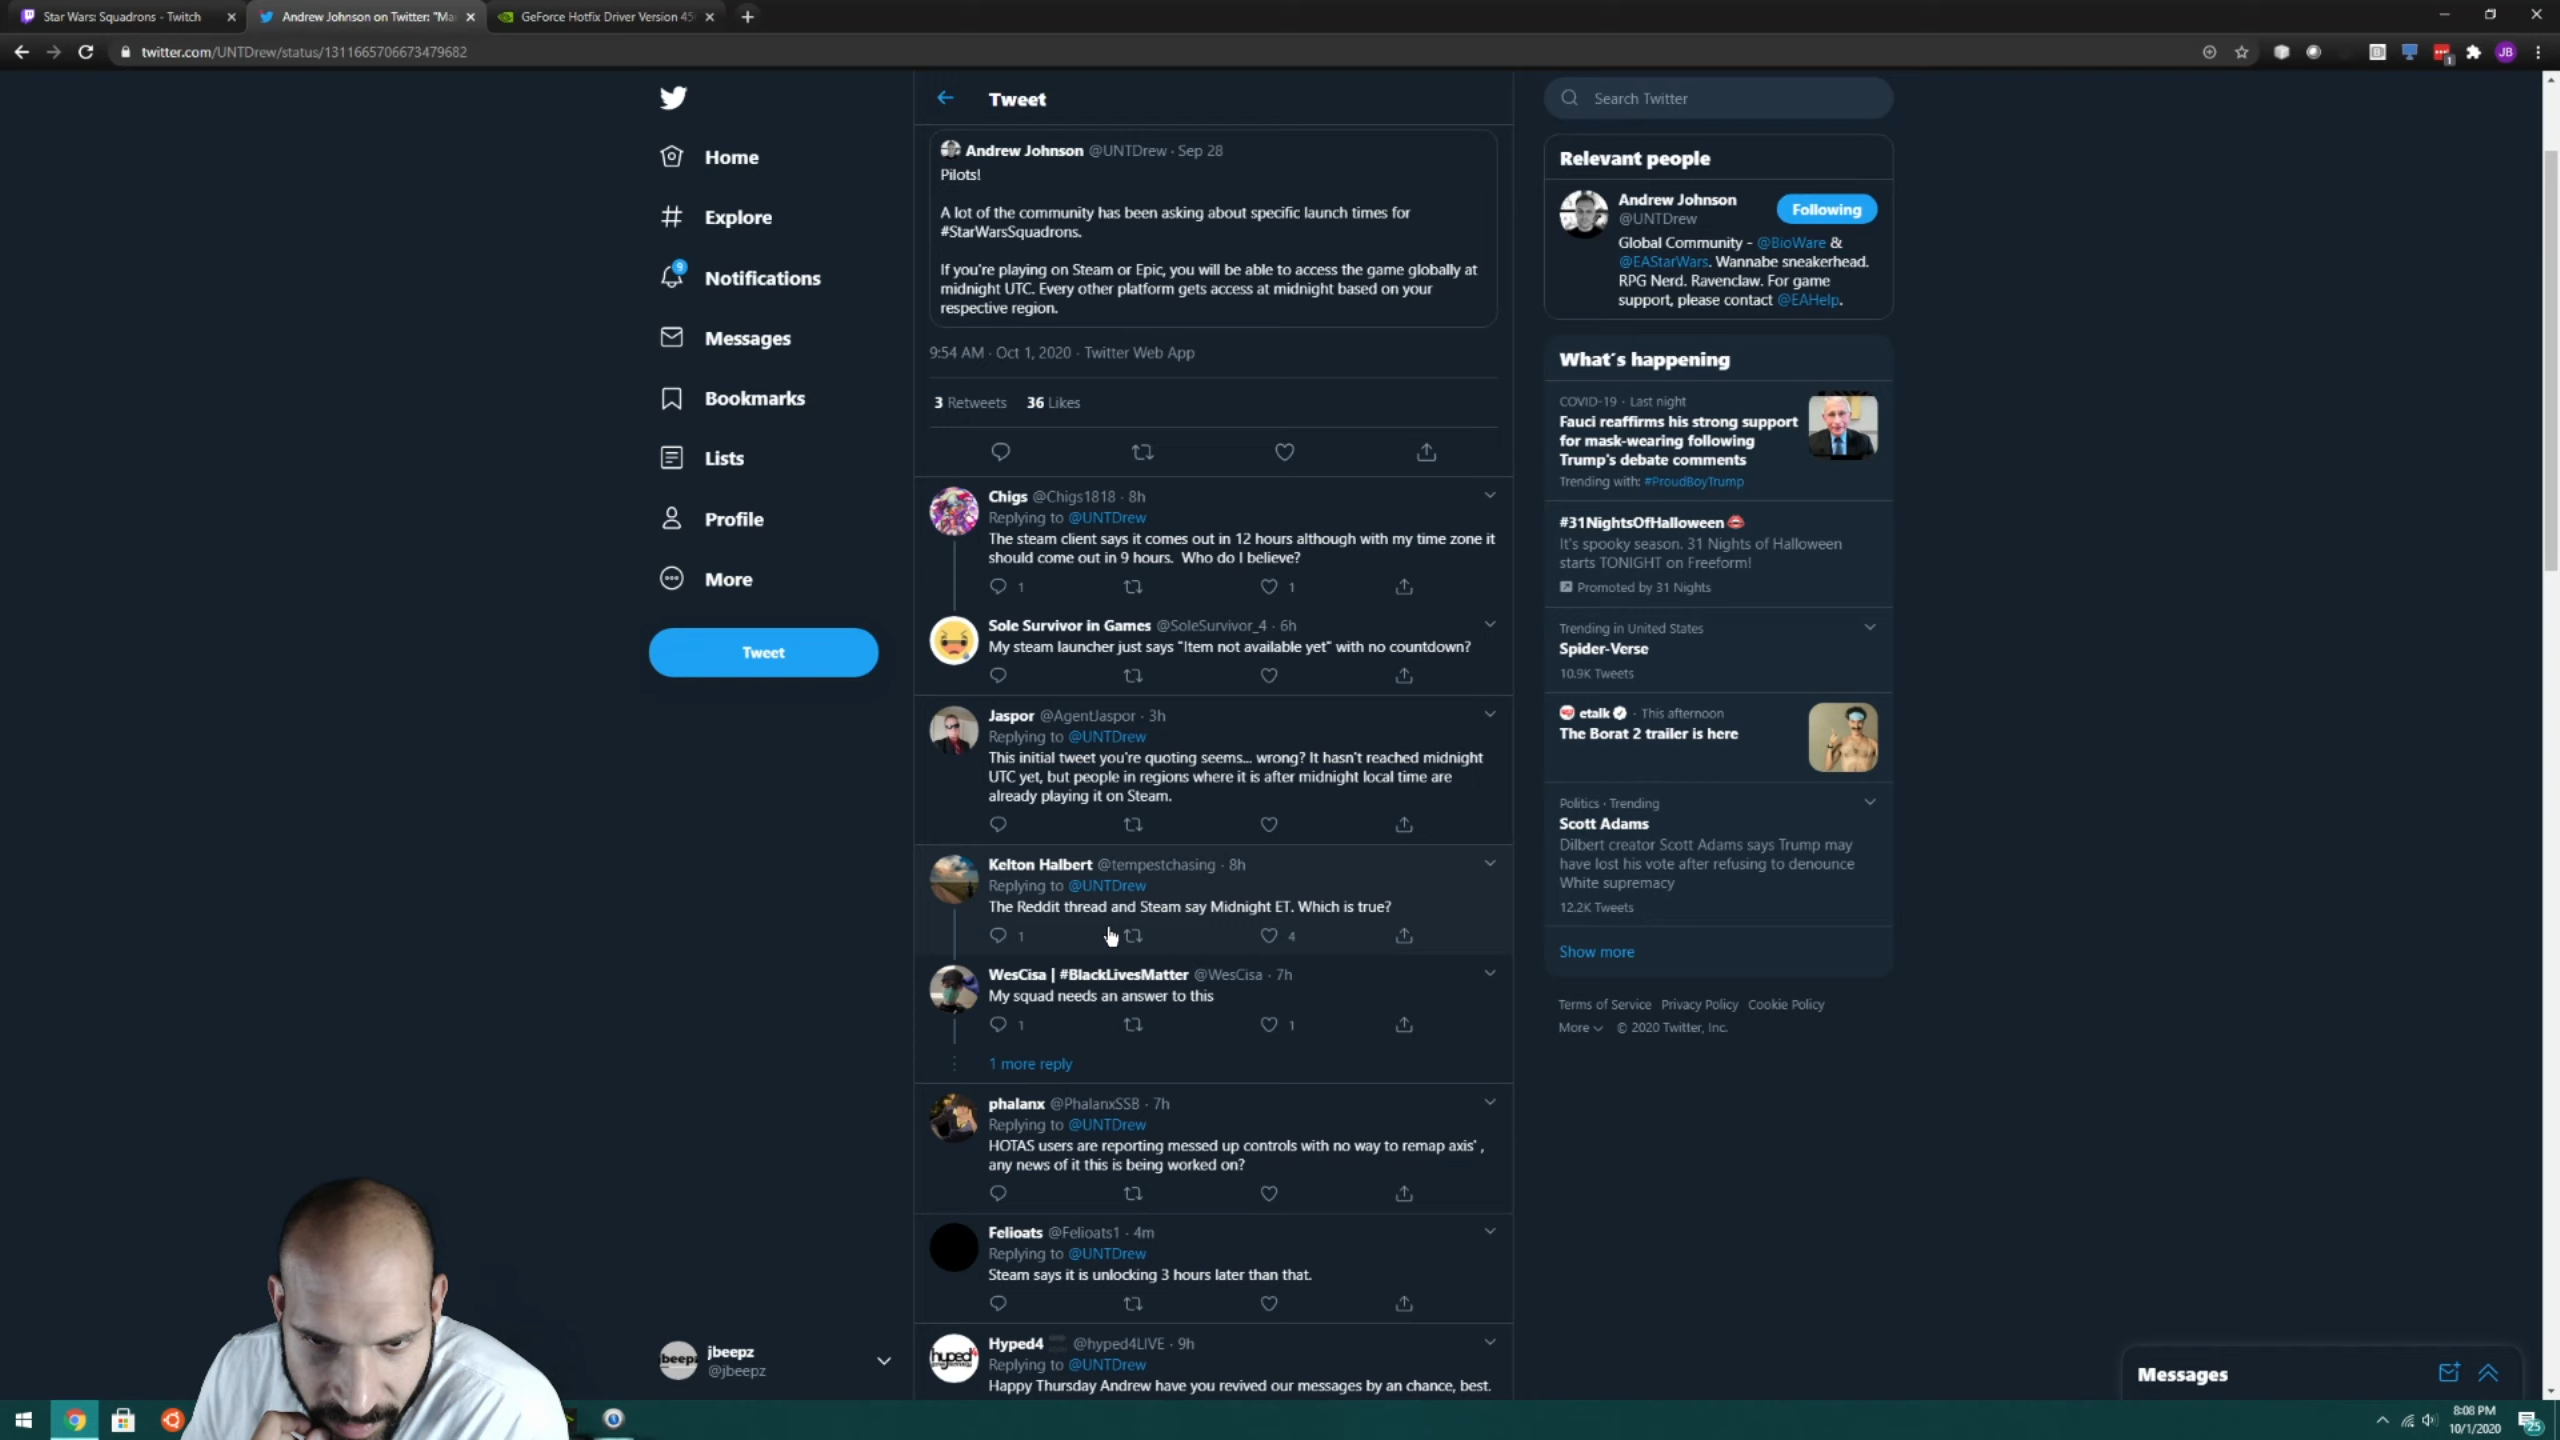 Star Wars: Squadrons - Twitch
Andrew Johnson on Twitter: "Ma
GeForce Hotfix Driver Version 45
twitter.com/UNTDrew/status/1311665706673479682
JB
1
Home
Explore
9
Notifications
Messages
Bookmarks
Lists
Profile
More
Tweet
jbeepz
@jbeepz
Tweet
Andrew Johnson @UNTDrew · Sep 28
Pilots!
A lot of the community has been asking about specific launch times for
#StarWarsSquadrons.
If you're playing on Steam or Epic, you will be able to access the game globally at
midnight UTC. Every other platform gets access at midnight based on your
respective region.
9:54 AM · Oct 1, 2020 · Twitter Web App
3 Retweets 36 Likes
Chigs @Chigs1818 · 8h
Replying to @UNTDrew
The steam client says it comes out in 12 hours although with my time zone it
should come out in 9 hours. Who do I believe?
1 1
Sole Survivor in Games @SoleSurvivor_4 · 6h
My steam launcher just says "Item not available yet" with no countdown?
Jaspor @AgentJaspor · 3h
Replying to @UNTDrew
This initial tweet you're quoting seems... wrong? It hasn't reached midnight
UTC yet, but people in regions where it is after midnight local time are
already playing it on Steam.
Kelton Halbert @tempestchasing · 8h
Replying to @UNTDrew
The Reddit thread and Steam say Midnight ET. Which is true?
1 4
WesCisa | #BlackLivesMatter @WesCisa · 7h
My squad needs an answer to this
1 1
1 more reply
phalanx @PhalanxSSB · 7h
Replying to @UNTDrew
HOTAS users are reporting messed up controls with no way to remap axis' ,
any news of it this is being worked on?
Felioats @Felioats1 · 4m
Replying to @UNTDrew
Steam says it is unlocking 3 hours later than that.
hyped4
Hyped4 @hyped4LIVE · 9h
Replying to @UNTDrew
Happy Thursday Andrew have you revived our messages by an chance, best.
Search Twitter
Relevant people
Andrew Johnson
@UNTDrew
Following
Global Community - @BioWare &
@EAStarWars. Wannabe sneakerhead.
RPG Nerd. Ravenclaw. For game
support, please contact @EAHelp.
What's happening
COVID-19 · Last night
Fauci reaffirms his strong support
for mask-wearing following
Trump's debate comments
Trending with: #ProudBoyTrump
#31NightsOfHalloween
It's spooky season. 31 Nights of Halloween
starts TONIGHT on Freeform!
Promoted by 31 Nights
Trending in United States
Spider-Verse
10.9K Tweets
etalk · This afternoon
The Borat 2 trailer is here
Politics · Trending
Scott Adams
Dilbert creator Scott Adams says Trump may
have lost his vote after refusing to denounce
White supremacy
12.2K Tweets
Show more
Terms of Service Privacy Policy Cookie Policy
More © 2020 Twitter, Inc.
Messages
8:08 PM
10/1/2020
25